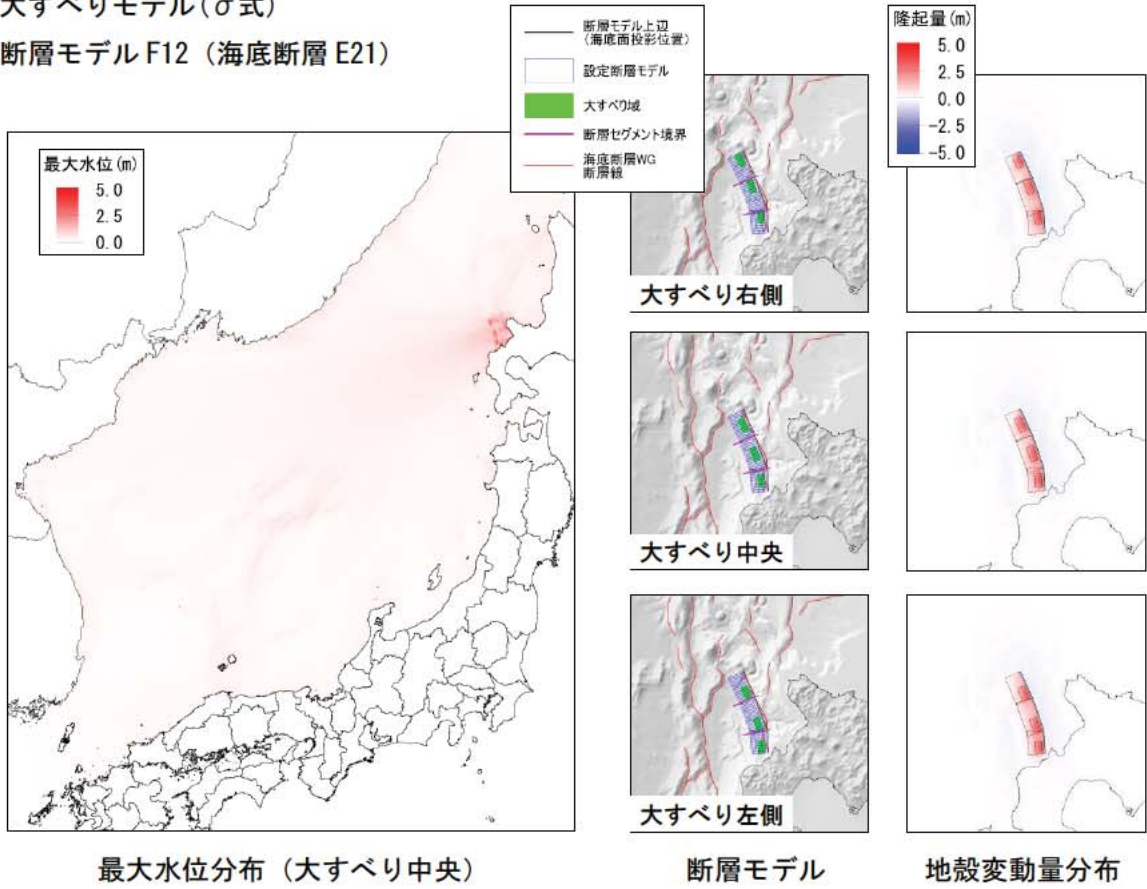 大すべりモデル(σ式)
断層モデル F12（海底断層 E21）
断層モデル上辺
（海底面投影位置）
設定断層モデル
大すべり域
断層セグメント境界
海底断層WG
断層線
隆起量(m)
5.0
2.5
0.0
-2.5
-5.0
最大水位(m)
5.0
2.5
0.0
大すべり右側
大すべり中央
大すべり左側
最大水位分布（大すべり中央）
断層モデル
地殻変動量分布